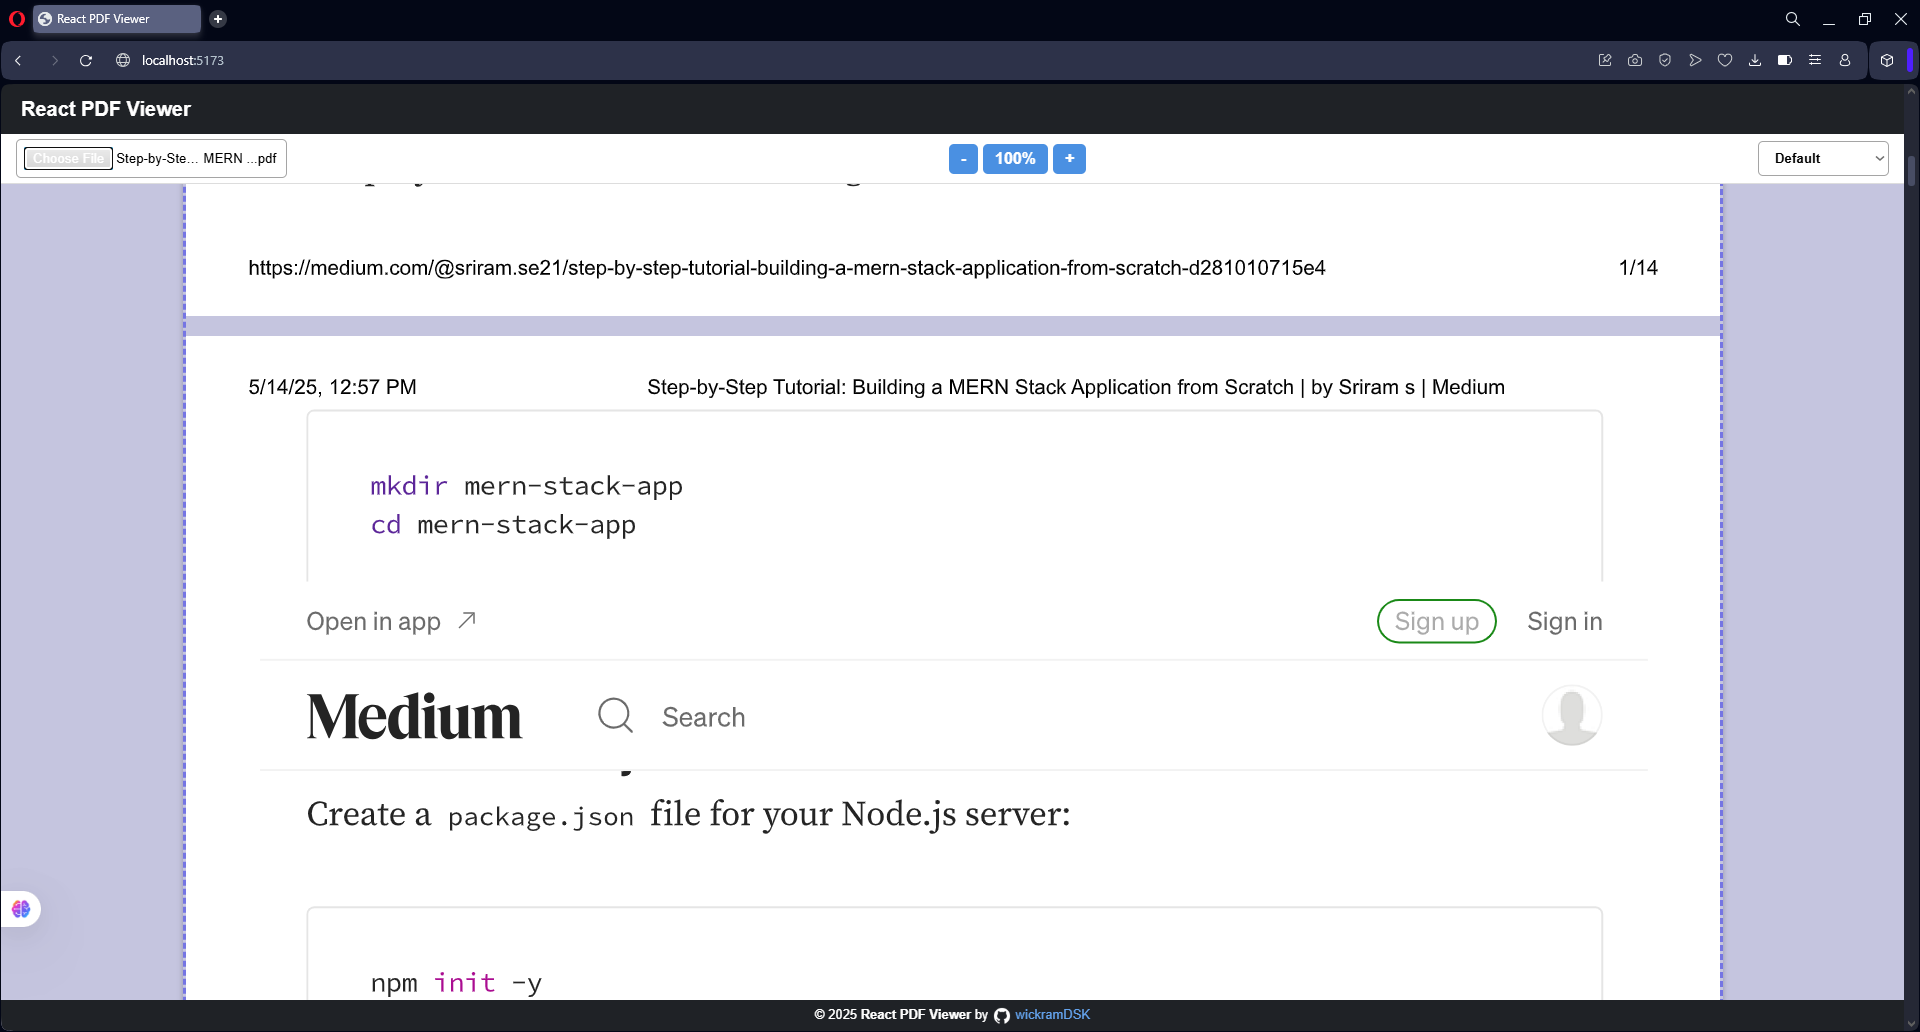 React PDF Viewer
localhost:5173
React PDF Viewer
Choose File Step-by-Ste... MERN ...pdf
- 100% +
Default
https://medium.com/@sriram.se21/step-by-step-tutorial-building-a-mern-stack-application-from-scratch-d281010715e4 1/14
5/14/25, 12:57 PM Step-by-Step Tutorial: Building a MERN Stack Application from Scratch | by Sriram s | Medium
mkdir mern-stack-app
cd mern-stack-app
Open in app Sign up Sign in
Medium Search
Create a package.json file for your Node.js server:
npm init -y
© 2025 React PDF Viewer by wickramDSK